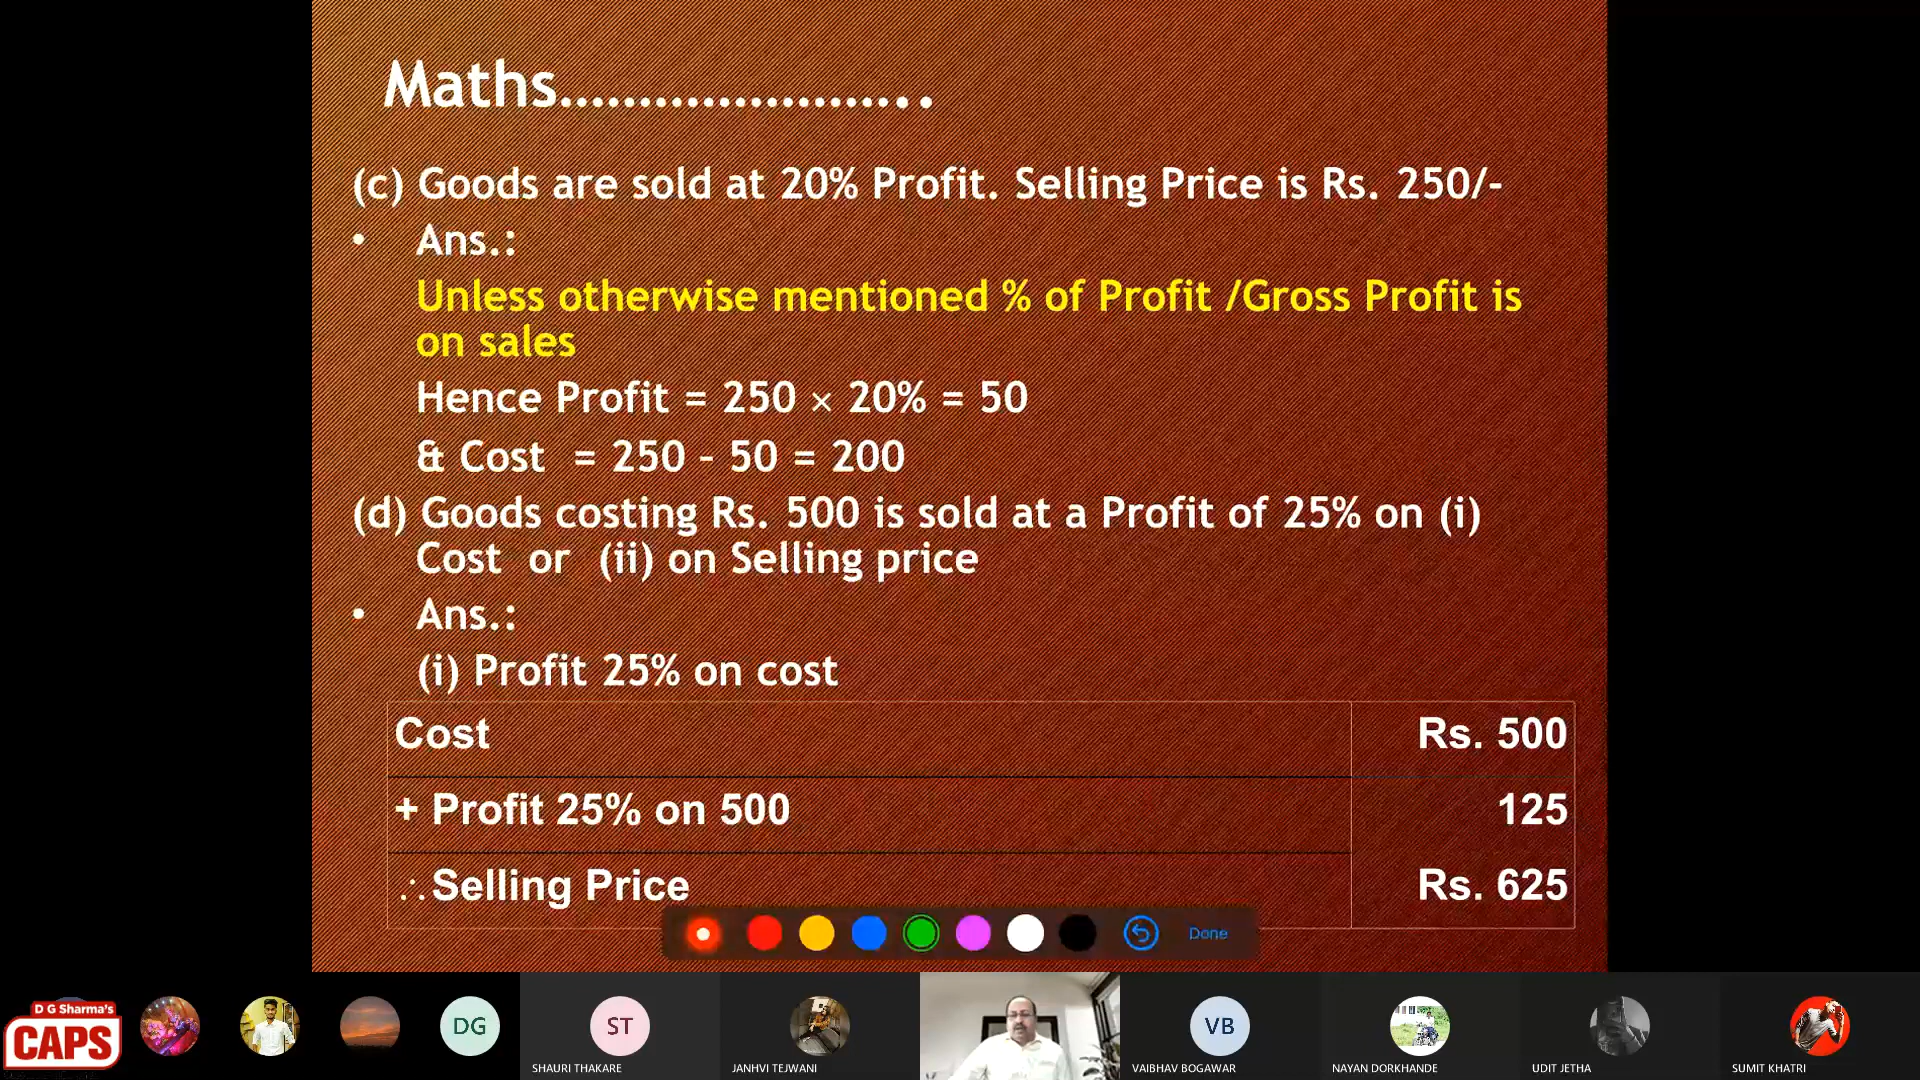 Maths.......................
(c) Goods are sold at 20% Profit. Selling Price is Rs. 250/-
• Ans.:
Unless otherwise mentioned % of Profit /Gross Profit is
on sales
Hence Profit = 250 × 20% = 50
& Cost = 250 – 50 = 200
(d) Goods costing Rs. 500 is sold at a Profit of 25% on (i)
Cost or (ii) on Selling price
• Ans.:
(i) Profit 25% on cost
Cost Rs. 500
+ Profit 25% on 500 125
∴ Selling Price Rs. 625
Done
D G Sharma's
CAPS
DG
ST
VB
SHAURI THAKARE
JANHVI TEJWANI
VAIBHAV BOGAWAR
NAYAN DORKHANDE
UDIT JETHA
SUMIT KHATRI